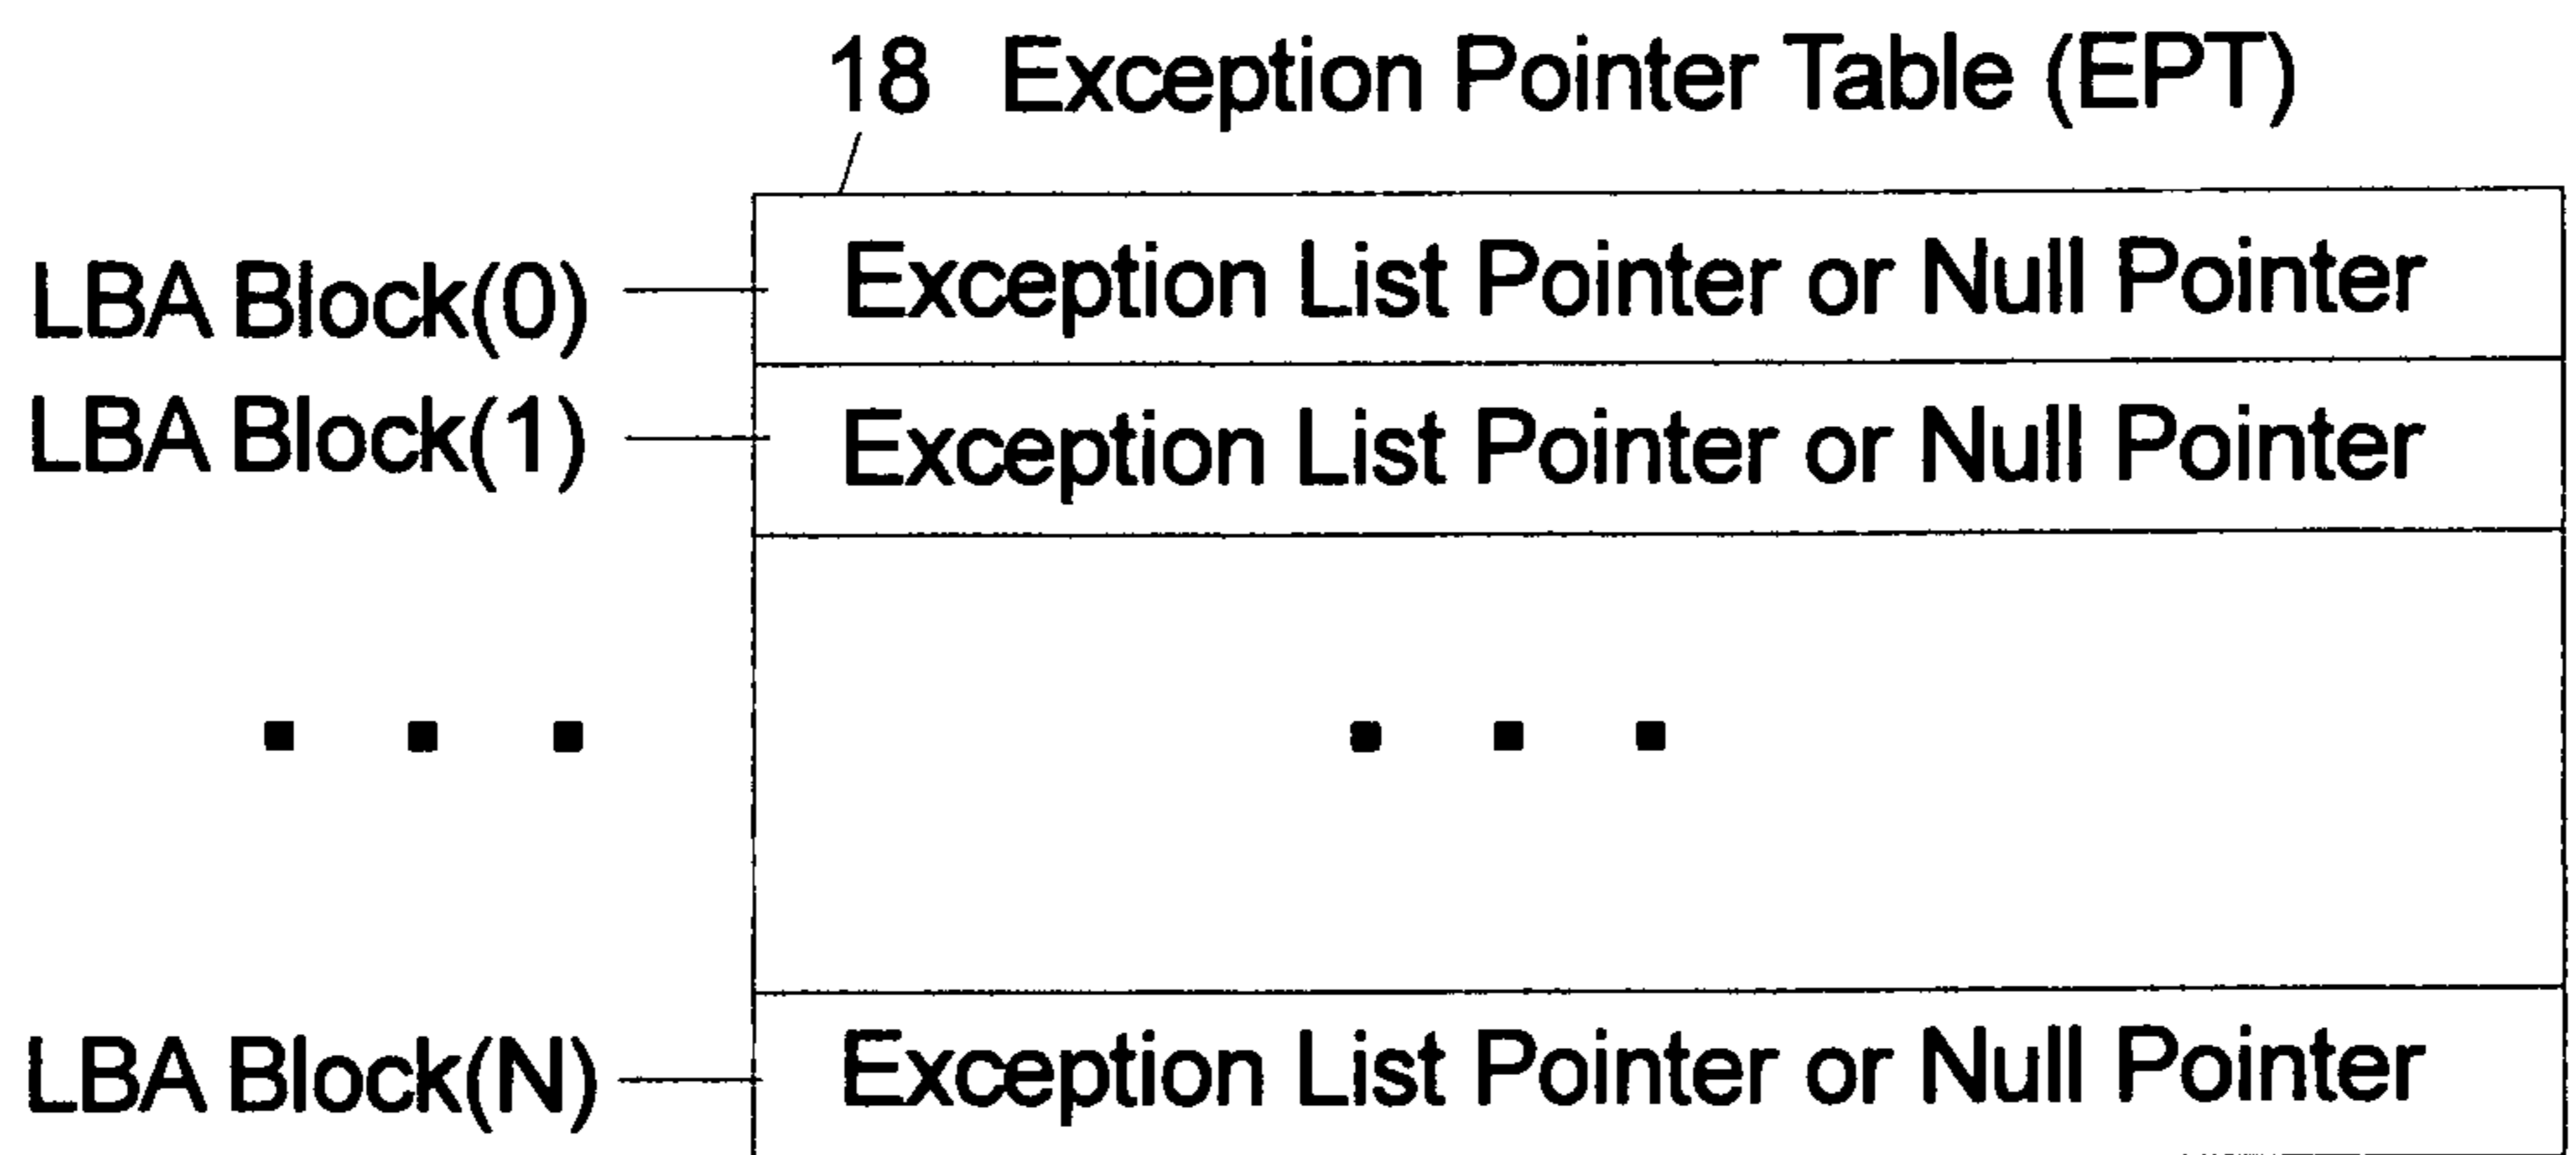 18 Exception Pointer Table (EPT)
LBA Block(0) Exception List Pointer or Null Pointer
LBA Block(1) Exception List Pointer or Null Pointer
. . . . . .
LBA Block(N) Exception List Pointer or Null Pointer